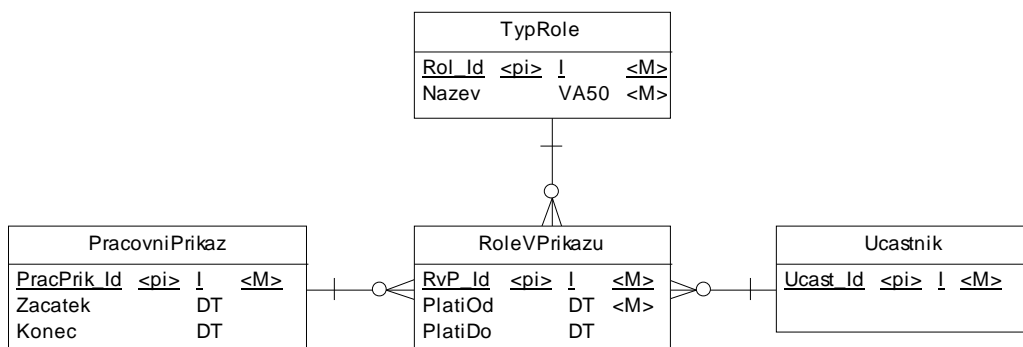 TypRole
Rol_Id <pi> I <M>
Nazev VA50 <M>
PracovniPrikaz
PracPrik_Id <pi> I <M>
Zacatek DT
Konec DT
RoleVPrikazu
RvP_Id <pi> I <M>
PlatiOd DT <M>
PlatiDo DT
Ucastnik
Ucast_Id <pi> I <M>